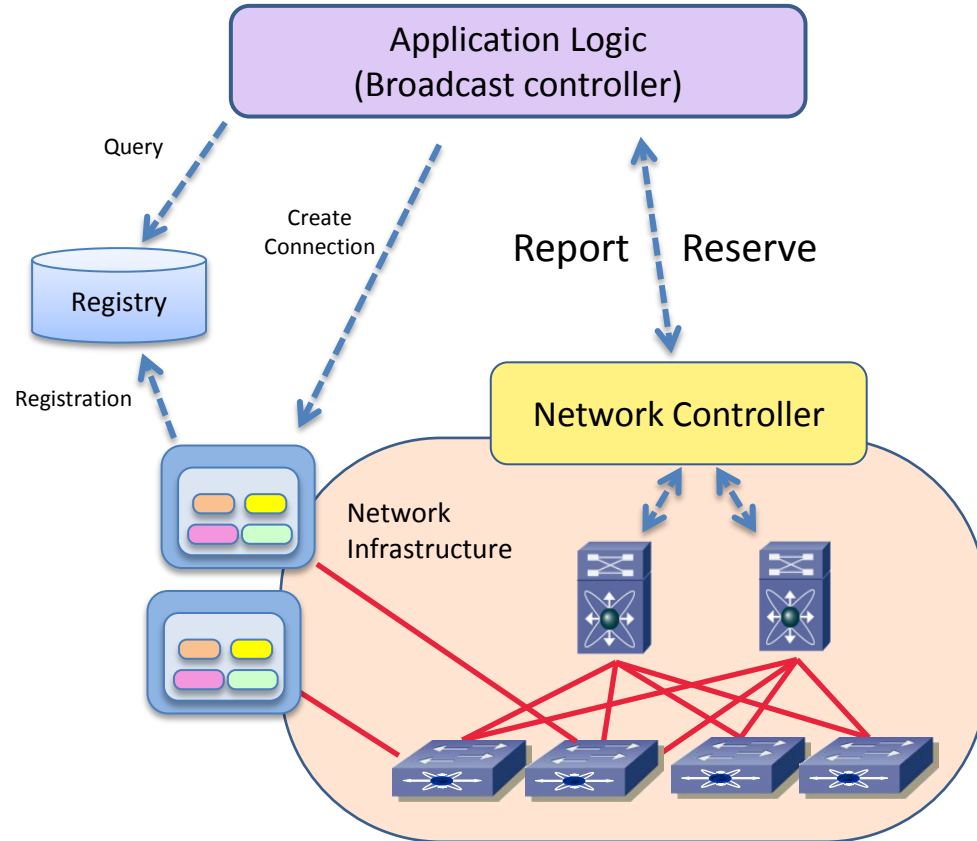 Application Logic
(Broadcast controller)
Query
Create
Connection
Report Reserve
Registry
Registration
Network Controller
Network
Infrastructure